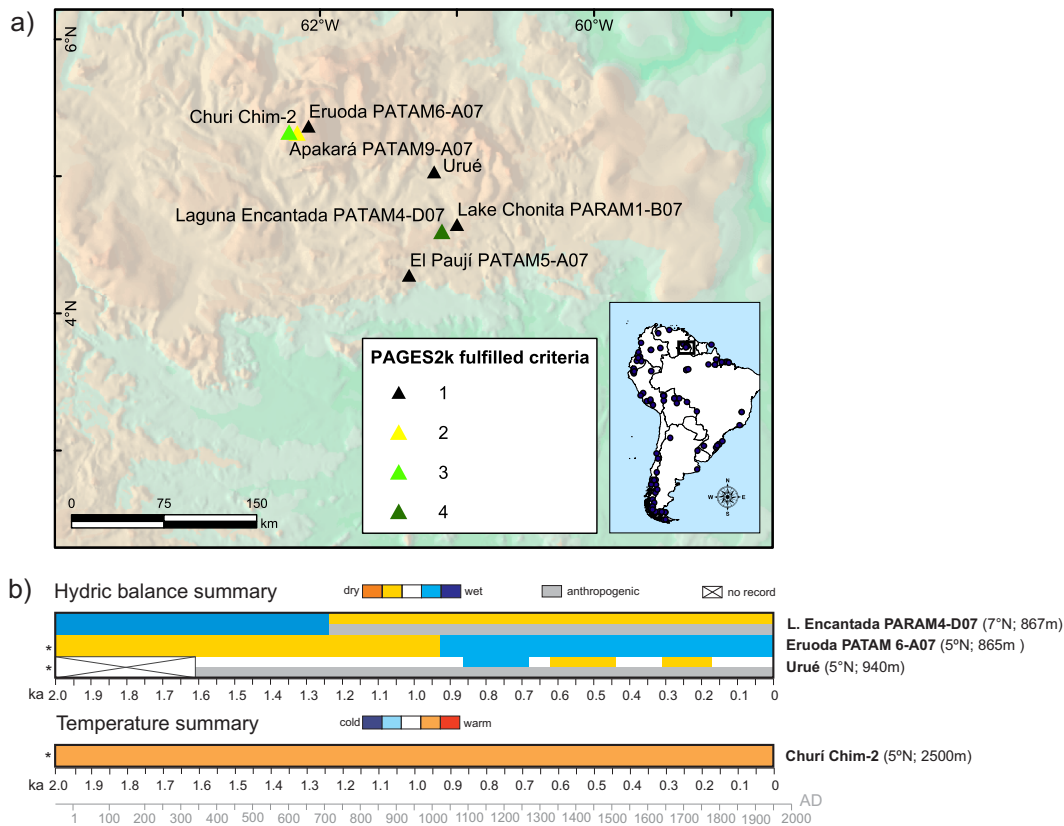 a)
62°W
60°W
6°N
4°N
Churi Chim-2
Eruoda PATAM6-A07
Apakará PATAM9-A07
Urué
Laguna Encantada PATAM4-D07
Lake Chonita PARAM1-B07
El Paují PATAM5-A07
PAGES2k fulfilled criteria
1
2
3
4
0 75 150
km
N
W E
S
b)
Hydric balance summary
dry wet
anthropogenic
no record
L. Encantada PARAM4-D07 (7°N; 867m)
* Eruoda PATAM 6-A07 (5ºN; 865m )
* Urué (5°N; 940m)
ka 2.0 1.9 1.8 1.7 1.6 1.5 1.4 1.3 1.2 1.1 1.0 0.9 0.8 0.7 0.6 0.5 0.4 0.3 0.2 0.1 0
Temperature summary
cold warm
* Churí Chim-2 (5ºN; 2500m)
ka 2.0 1.9 1.8 1.7 1.6 1.5 1.4 1.3 1.2 1.1 1.0 0.9 0.8 0.7 0.6 0.5 0.4 0.3 0.2 0.1 0
AD
1 100 200 300 400 500 600 700 800 900 1000 1100 1200 1300 1400 1500 1600 1700 1800 1900 2000